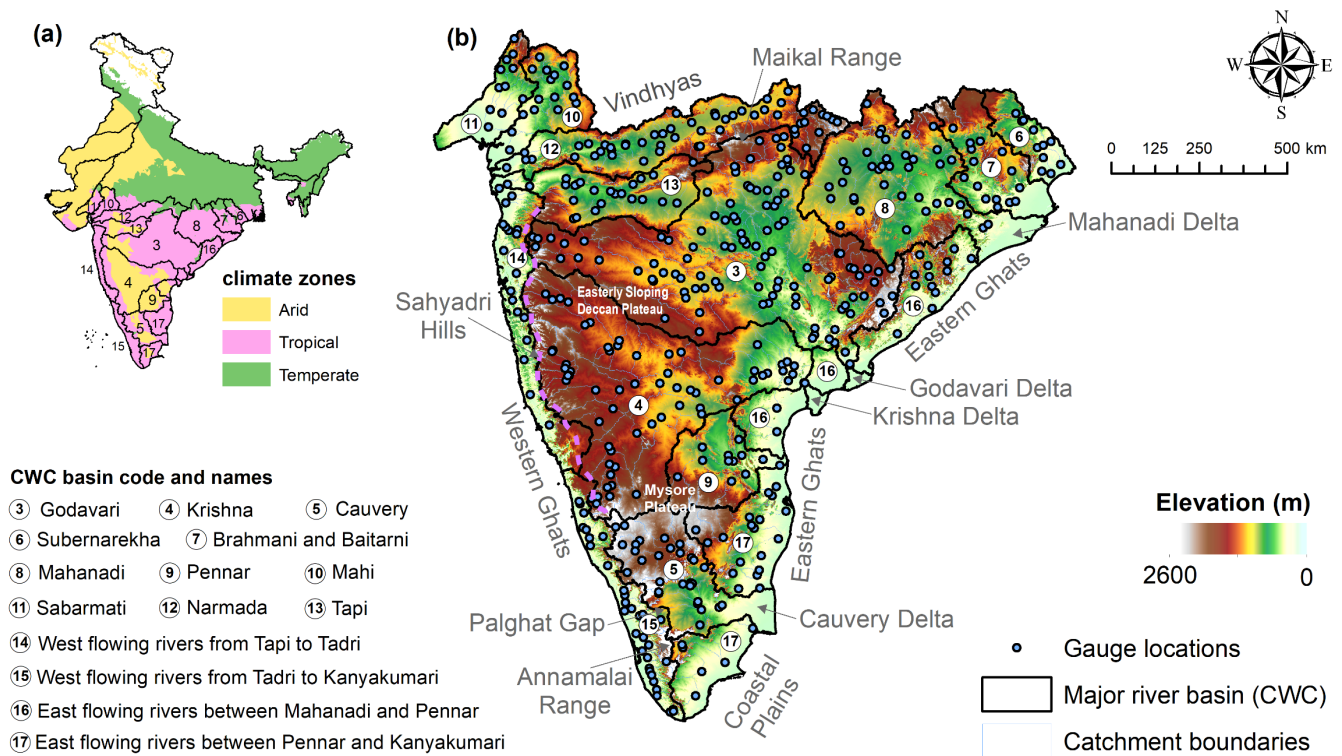 (a)
14
10
12
13
3
8
7
6
16
14
4
9
5
17
15
17
climate zones
Arid
Tropical
Temperate
CWC basin code and names
3 Godavari 4 Krishna 5 Cauvery
6 Subernarekha 7 Brahmani and Baitarni
8 Mahanadi 9 Pennar 10 Mahi
11 Sabarmati 12 Narmada 13 Tapi
14 West flowing rivers from Tapi to Tadri
15 West flowing rivers from Tadri to Kanyakumari
16 East flowing rivers between Mahanadi and Pennar
17 East flowing rivers between Pennar and Kanyakumari
(b)
Vindhyas
Maikal Range
10
11
12
13
6
7
8
Mahanadi Delta
14
3
Sahyadri
Hills
Easterly Sloping
Deccan Plateau
16
Eastern Ghats
16
Godavari Delta
Krishna Delta
4
16
Western Ghats
Eastern Ghats
9
Mysore
Plateau
17
5
Palghat Gap
15
Cauvery Delta
17
Annamalai
Range
Coastal
Plains
N
W E
S
0 125 250 500 km
Elevation (m)
2600 0
Gauge locations
Major river basin (CWC)
Catchment boundaries